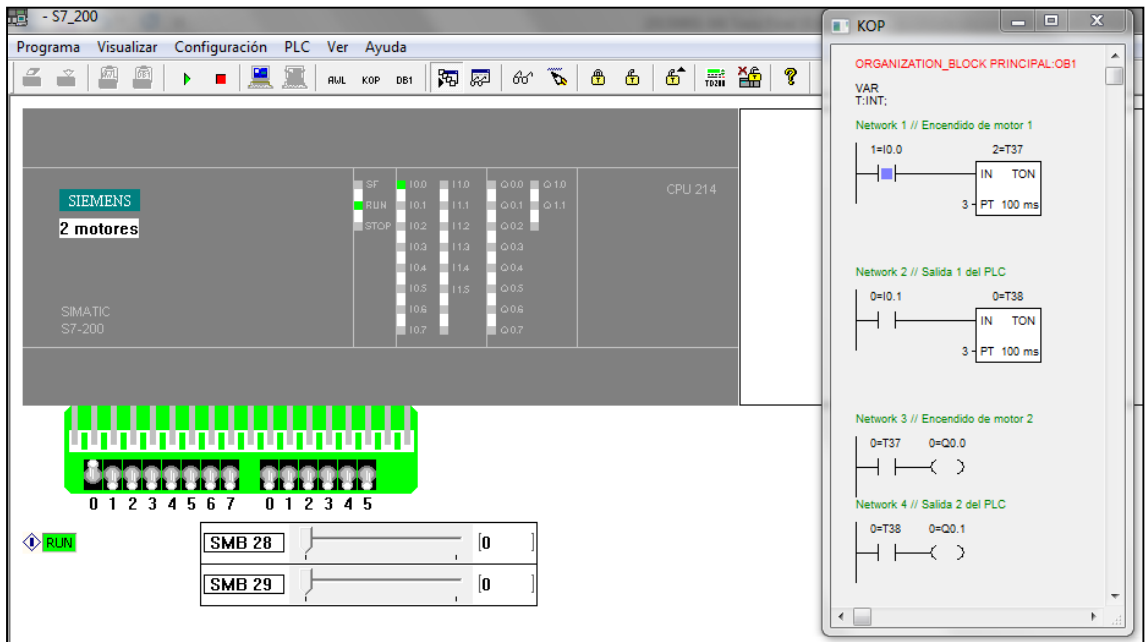 - S7_200
Programa Visualizar Configuración PLC Ver Ayuda
AWL KOP DB1 TD200
SIEMENS
2 motores
SIMATIC
S7-200
SF
RUN
STOP
I0.0
I0.1
I0.2
I0.3
I0.4
I0.5
I0.6
I0.7
I1.0
I1.1
I1.2
I1.3
I1.4
I1.5
Q0.0
Q0.1
Q0.2
Q0.3
Q0.4
Q0.5
Q0.6
Q0.7
Q1.0
Q1.1
CPU 214
0 1 2 3 4 5 6 7 0 1 2 3 4 5
RUN
SMB 28 [0 ]
SMB 29 [0 ]
KOP
ORGANIZATION_BLOCK PRINCIPAL:OB1
VAR
T:INT;
Network 1 // Encendido de motor 1
1=I0.0 2=T37
IN TON
3 PT 100 ms
Network 2 // Salida 1 del PLC
0=I0.1 0=T38
IN TON
3 PT 100 ms
Network 3 // Encendido de motor 2
0=T37 0=Q0.0
Network 4 // Salida 2 del PLC
0=T38 0=Q0.1